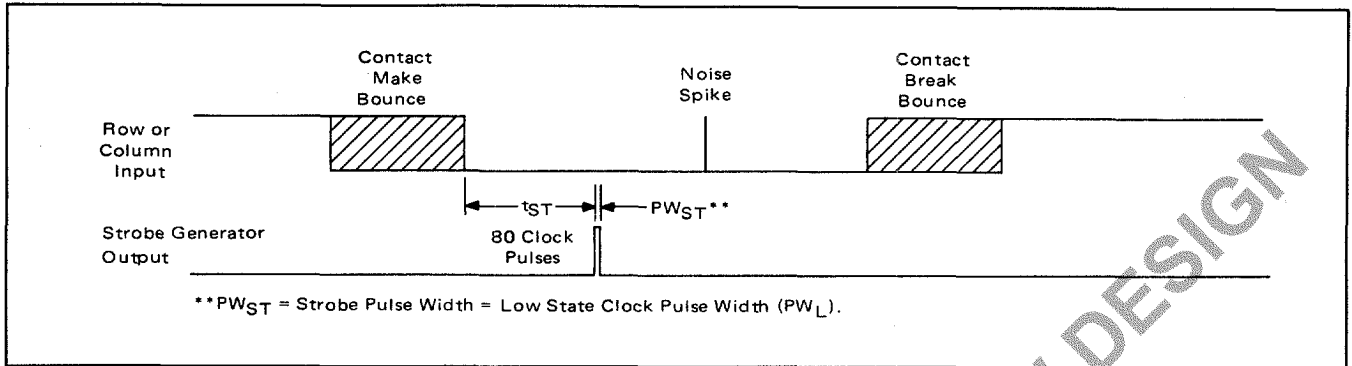 Contact
Make
Bounce
Noise
Spike
Contact
Break
Bounce
Row or
Column
Input
tST
PWST**
Strobe Generator
Output
80 Clock
Pulses
**PWST = Strobe Pulse Width = Low State Clock Pulse Width (PWL).
DESIGN